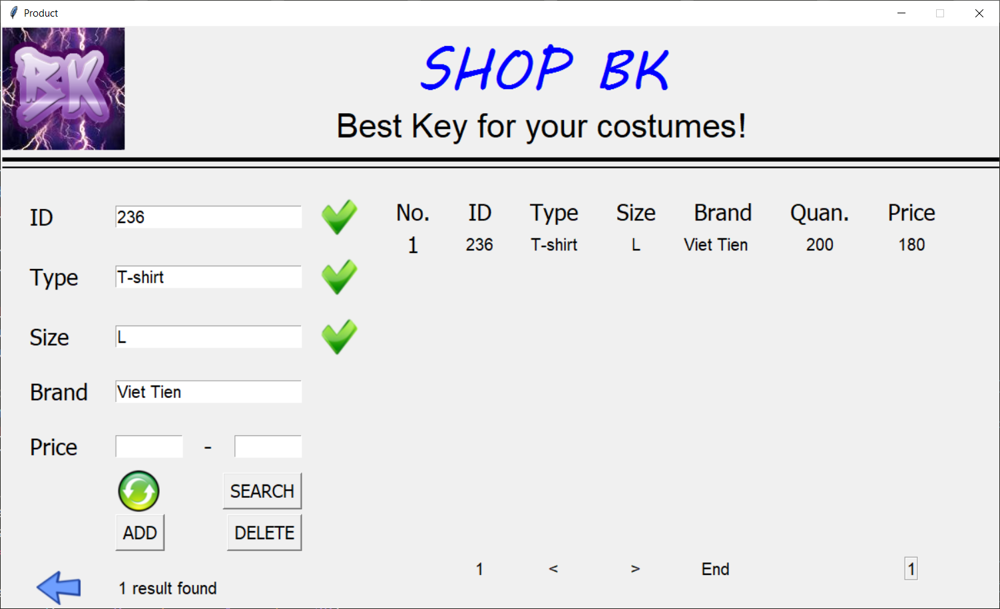 Product
BK
SHOP BK
Best Key for your costumes!
ID 236
Type T-shirt
Size L
Brand Viet Tien
Price -
SEARCH
ADD DELETE
1 result found
No. ID Type Size Brand Quan. Price
1 236 T-shirt L Viet Tien 200 180
1 < > End 1